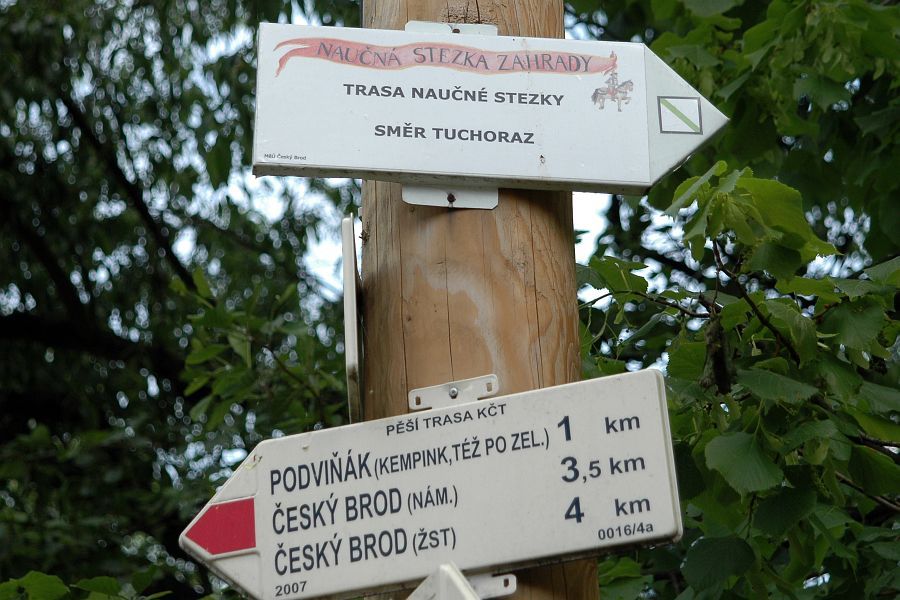 NAUČNÁ STEZKA ZAHRADY
TRASA NAUČNÉ STEZKY
SMĚR TUCHORAZ
MěÚ Český Brod
PĚŠÍ TRASA KČT
PODVIŇÁK (KEMPINK, TÉŽ PO ZEL.) 1 km
ČESKÝ BROD (NÁM.) 3,5 km
ČESKÝ BROD (ŽST) 4 km
2007 0016/4a